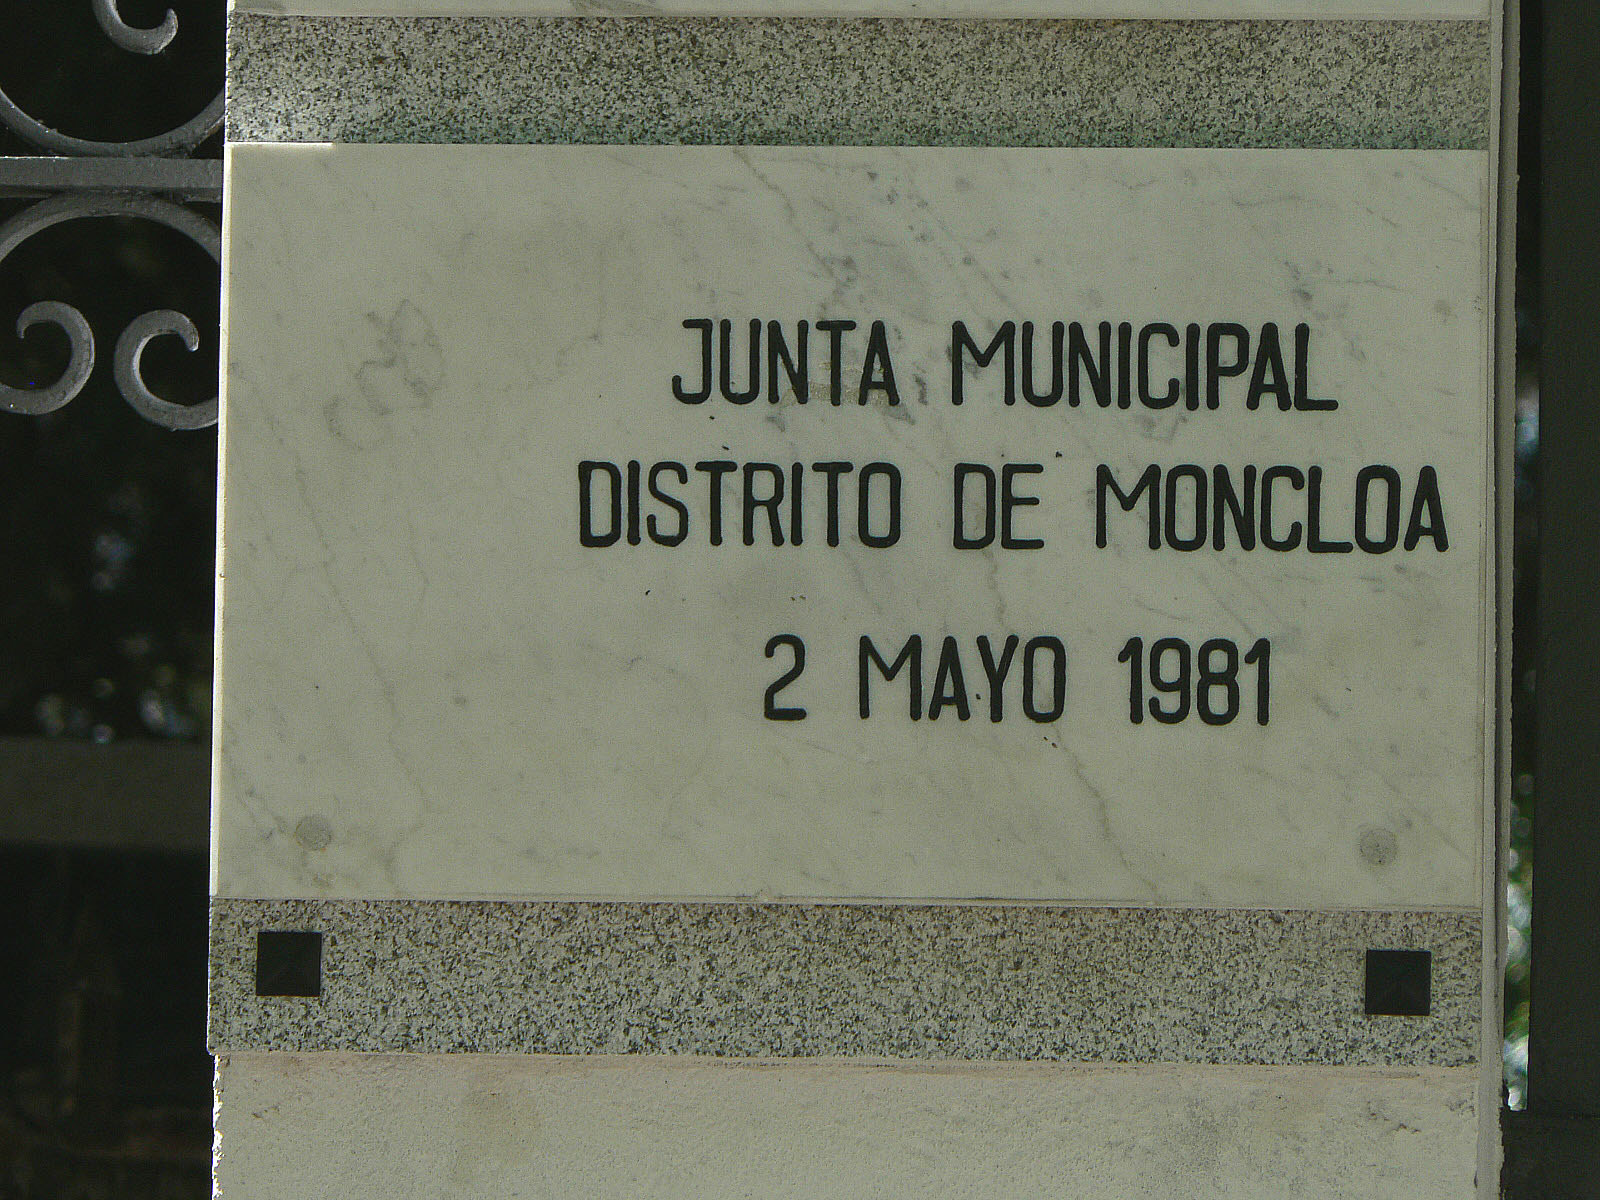 JUNTA MUNICIPAL
DISTRITO DE MONCLOA
2 MAYO 1981